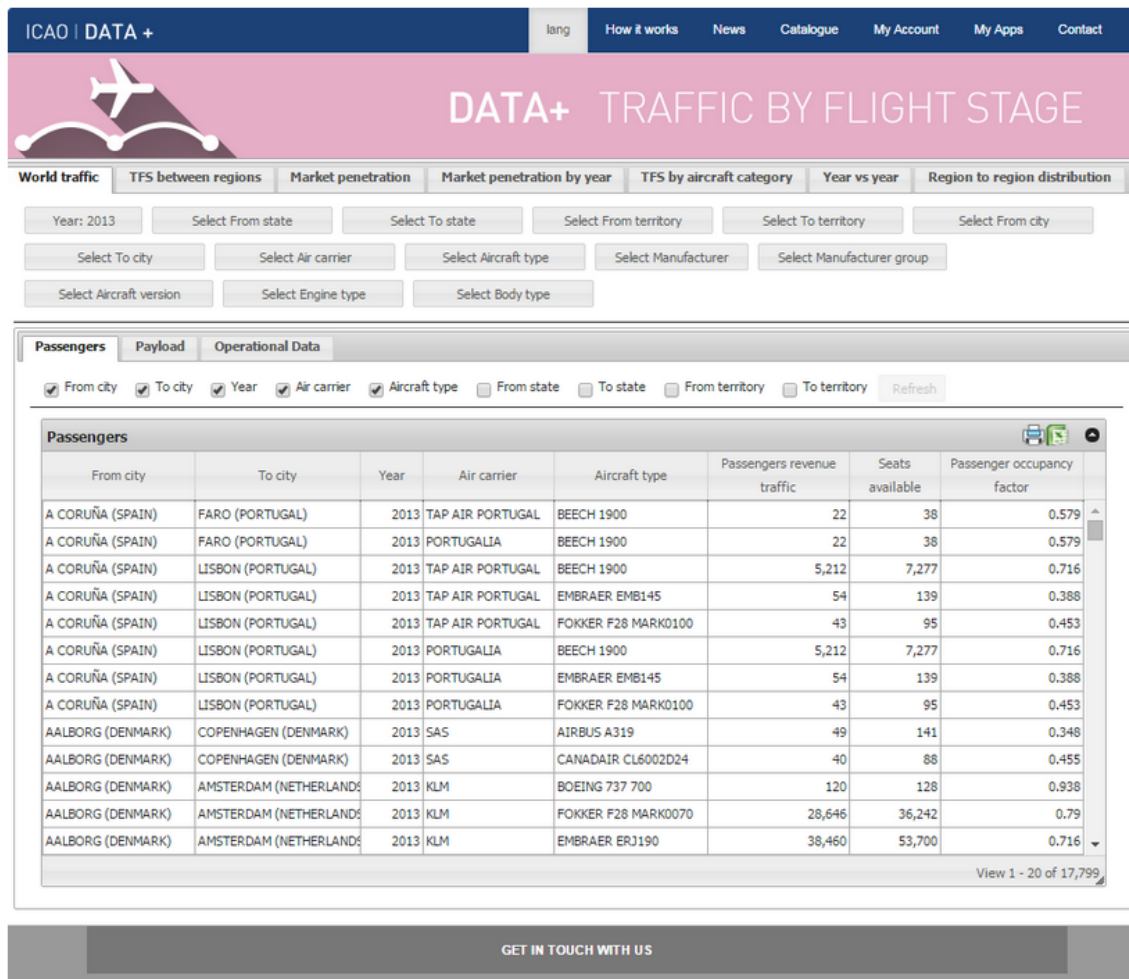 ICAO | DATA + lang How it works News Catalogue My Account My Apps Contact
DATA+ TRAFFIC BY FLIGHT STAGE
World traffic TFS between regions Market penetration Market penetration by year TFS by aircraft category Year vs year Region to region distribution
Year: 2013 Select From state Select To state Select From territory Select To territory Select From city
Select To city Select Air carrier Select Aircraft type Select Manufacturer Select Manufacturer group
Select Aircraft version Select Engine type Select Body type
Passengers Payload Operational Data
From city To city Year Air carrier Aircraft type From state To state From territory To territory Refresh
Passengers
From city To city Year Air carrier Aircraft type Passengers revenue traffic Seats available Passenger occupancy factor
A CORUÑA (SPAIN) FARO (PORTUGAL) 2013 TAP AIR PORTUGAL BEECH 1900 22 38 0.579
A CORUÑA (SPAIN) FARO (PORTUGAL) 2013 PORTUGALIA BEECH 1900 22 38 0.579
A CORUÑA (SPAIN) LISBON (PORTUGAL) 2013 TAP AIR PORTUGAL BEECH 1900 5,212 7,277 0.716
A CORUÑA (SPAIN) LISBON (PORTUGAL) 2013 TAP AIR PORTUGAL EMBRAER EMB145 54 139 0.388
A CORUÑA (SPAIN) LISBON (PORTUGAL) 2013 TAP AIR PORTUGAL FOKKER F28 MARK0100 43 95 0.453
A CORUÑA (SPAIN) LISBON (PORTUGAL) 2013 PORTUGALIA BEECH 1900 5,212 7,277 0.716
A CORUÑA (SPAIN) LISBON (PORTUGAL) 2013 PORTUGALIA EMBRAER EMB145 54 139 0.388
A CORUÑA (SPAIN) LISBON (PORTUGAL) 2013 PORTUGALIA FOKKER F28 MARK0100 43 95 0.453
AALBORG (DENMARK) COPENHAGEN (DENMARK) 2013 SAS AIRBUS A319 49 141 0.348
AALBORG (DENMARK) COPENHAGEN (DENMARK) 2013 SAS CANADAIR CL6002D24 40 88 0.455
AALBORG (DENMARK) AMSTERDAM (NETHERLANDS 2013 KLM BOEING 737 700 120 128 0.938
AALBORG (DENMARK) AMSTERDAM (NETHERLANDS 2013 KLM FOKKER F28 MARK0070 28,646 36,242 0.79
AALBORG (DENMARK) AMSTERDAM (NETHERLANDS 2013 KLM EMBRAER ERJ190 38,460 53,700 0.716
View 1 - 20 of 17,799
GET IN TOUCH WITH US